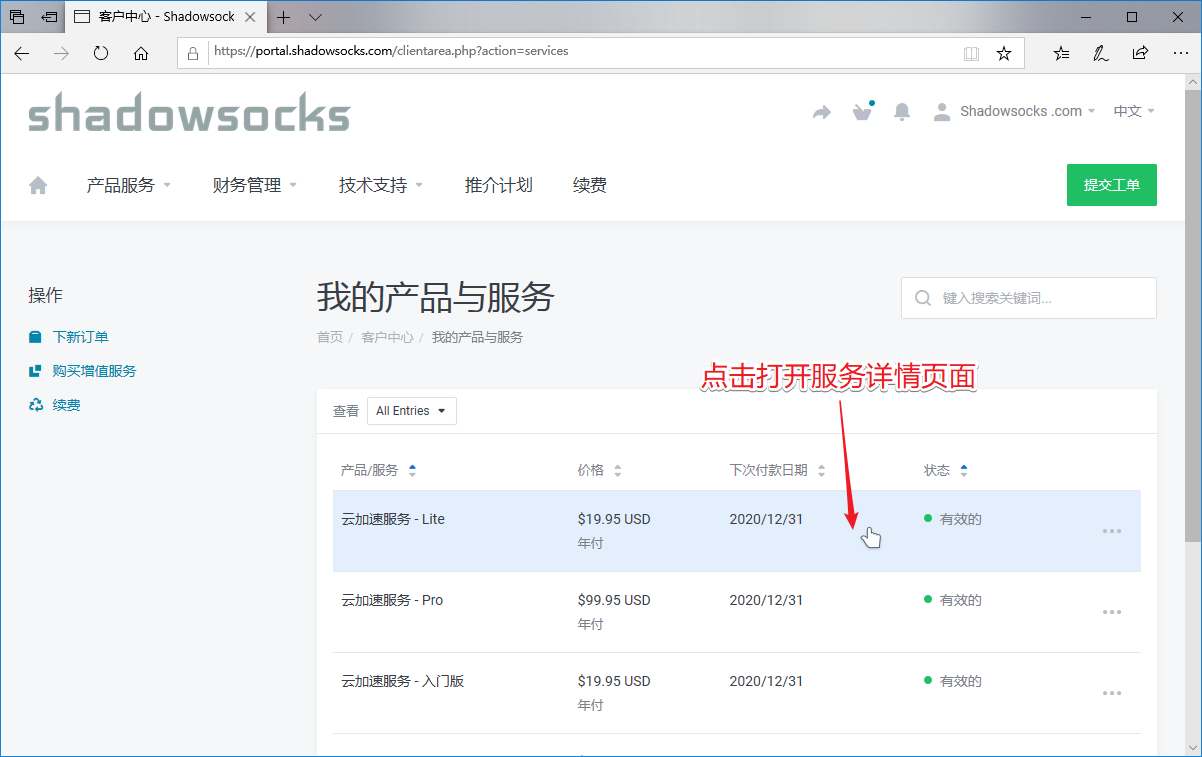 客户中心 - Shadowsock
https://portal.shadowsocks.com/clientarea.php?action=services
shadowsocks
Shadowsocks .com
中文
产品服务
财务管理
技术支持
推介计划
续费
提交工单
操作
下新订单
购买增值服务
续费
我的产品与服务
首页 / 客户中心 / 我的产品与服务
键入搜索关键词...
点击打开服务详情页面
查看 All Entries
产品/服务 价格 下次付款日期 状态
云加速服务 - Lite $19.95 USD 2020/12/31 有效的
年付
云加速服务 - Pro $99.95 USD 2020/12/31 有效的
年付
云加速服务 - 入门版 $19.95 USD 2020/12/31 有效的
年付